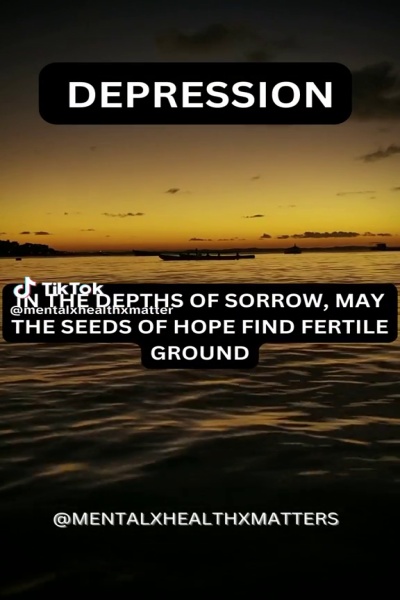 DEPRESSION
TikTok
IN THE DEPTHS OF SORROW, MAY
@mentalxhealthxmatter
THE SEEDS OF HOPE FIND FERTILE
GROUND
@MENTALXHEALTHXMATTERS